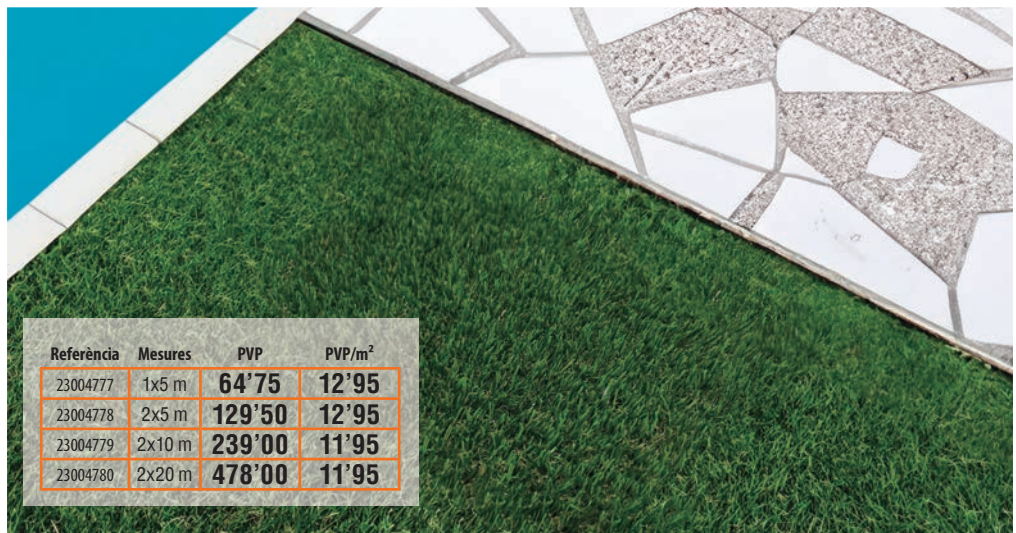 Referència Mesures PVP PVP/m²
23004777 1x5 m 64’75 12’95
23004778 2x5 m 129’50 12’95
23004779 2x10 m 239’00 11’95
23004780 2x20 m 478’00 11’95